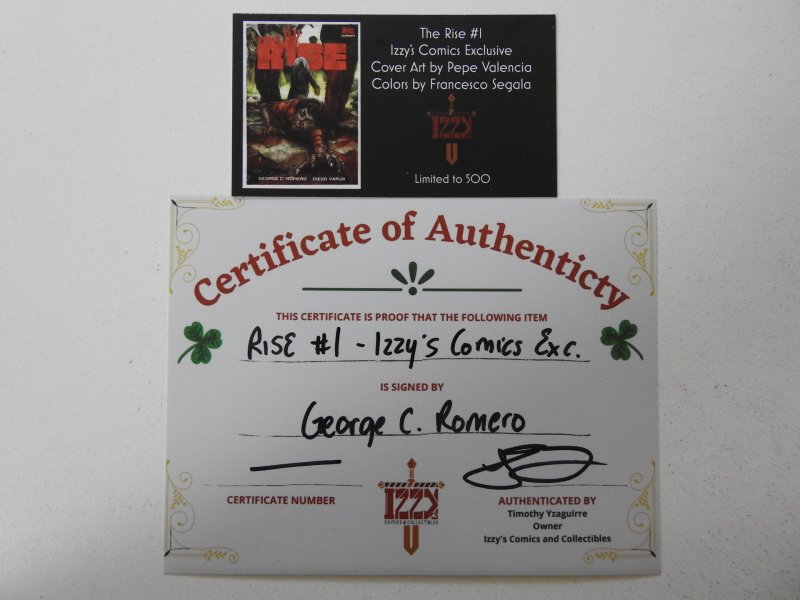 The Rise #1
Izzy's Comics Exclusive
Cover Art by Pepe Valencia
Colors by Francesco Segala
RISE
GEORGE C ROMERO DIEGO YAPUR
IZZY
Limited to 500
Certificate of Authenticty
THIS CERTIFICATE IS PROOF THAT THE FOLLOWING ITEM
RISE #1 - Izzy's Comics Exc.
IS SIGNED BY
George C. Romero
CERTIFICATE NUMBER
IZZY
COMICS & COLLECTIBLES
AUTHENTICATED BY
Timothy Yzaguirre
Owner
Izzy's Comics and Collectibles